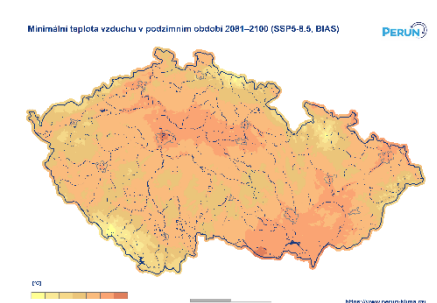 Minimální teplota vzduchu v podzimním období 2081–2100 (SSP5-8.5, BIAS)
PERUN
[°C]